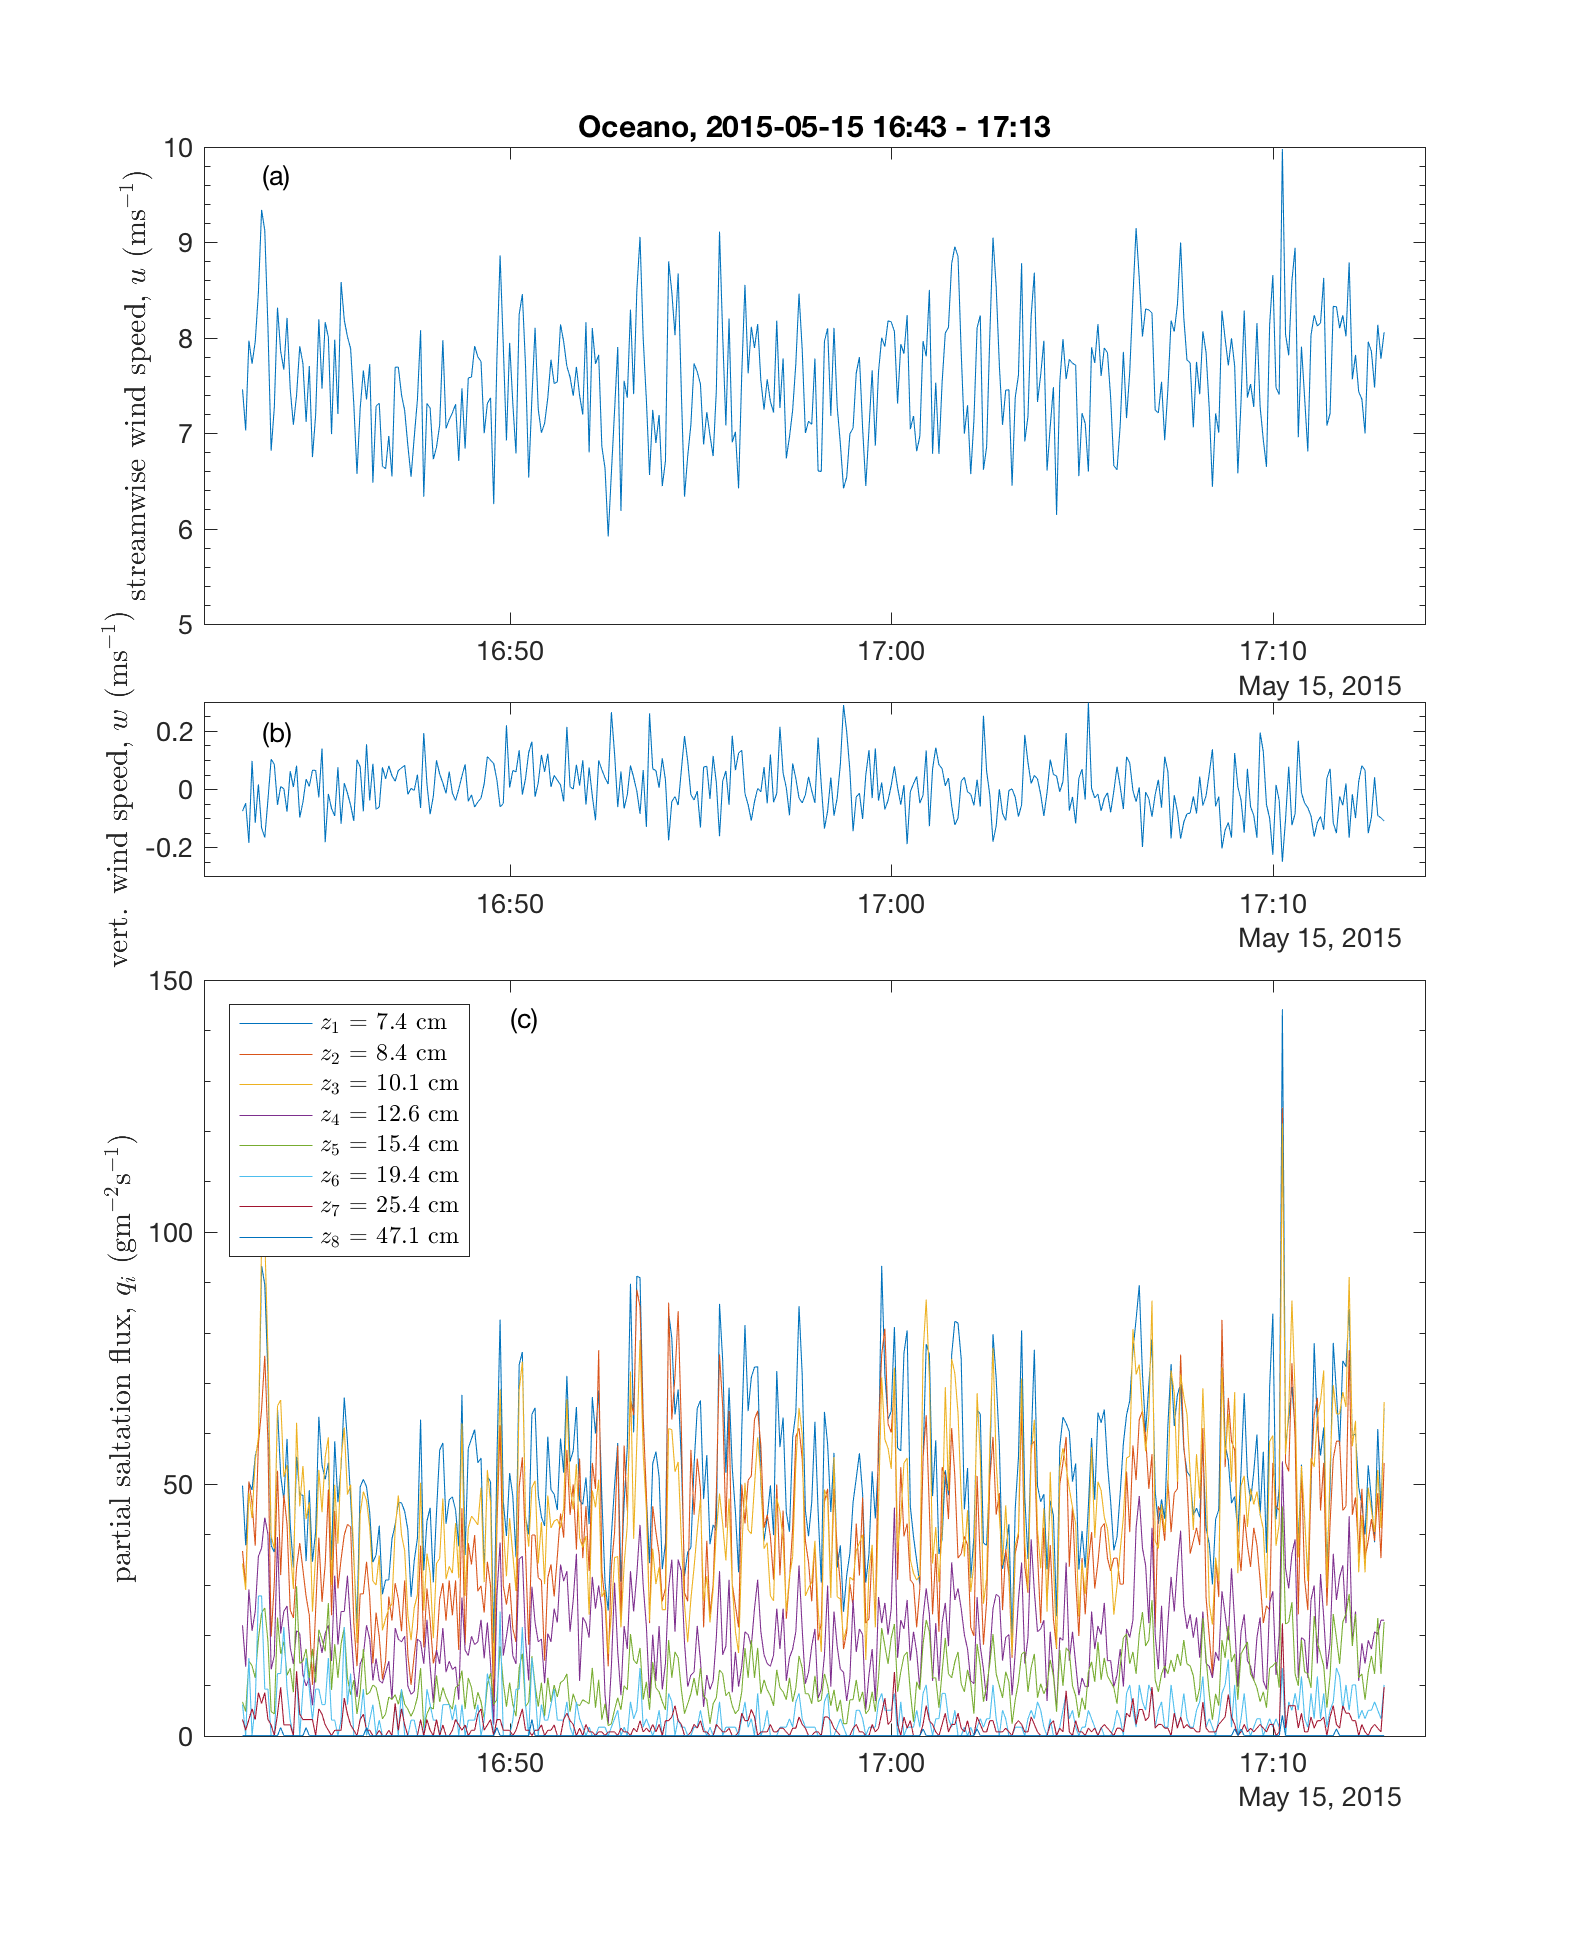 Oceano, 2015-05-15 16:43 - 17:13
(a)
streamwise wind speed, u (ms⁻¹)
10
9
8
7
6
5
16:50 17:00 17:10
May 15, 2015
(b)
vert. wind speed, w (ms⁻¹)
0.2
0
-0.2
16:50 17:00 17:10
May 15, 2015
(c)
partial saltation flux, qᵢ (gm⁻²s⁻¹)
150
100
50
0
z₁ = 7.4 cm
z₂ = 8.4 cm
z₃ = 10.1 cm
z₄ = 12.6 cm
z₅ = 15.4 cm
z₆ = 19.4 cm
z₇ = 25.4 cm
z₈ = 47.1 cm
16:50 17:00 17:10
May 15, 2015